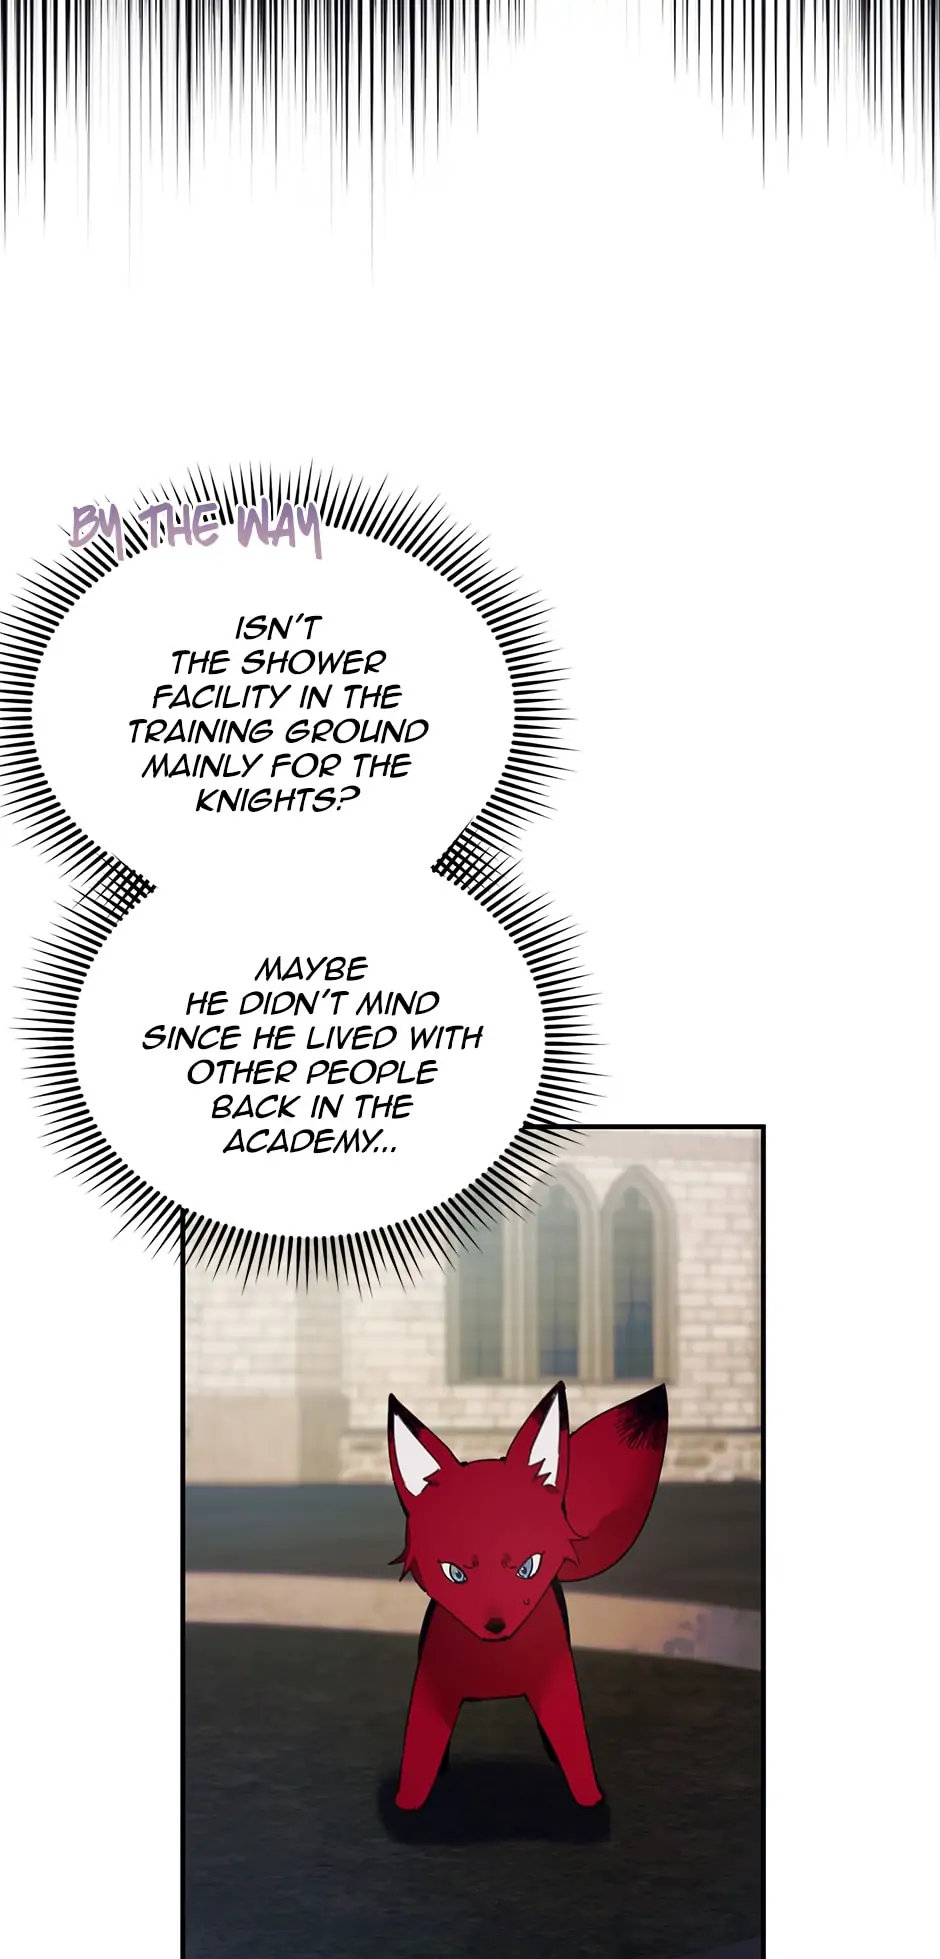 BY THE WAY
ISN'T
THE SHOWER
FACILITY IN THE
TRAINING GROUND
MAINLY FOR THE
KNIGHTS?
MAYBE
HE DIDN'T MIND
SINCE HE LIVED WITH
OTHER PEOPLE
BACK IN THE
ACADEMY...